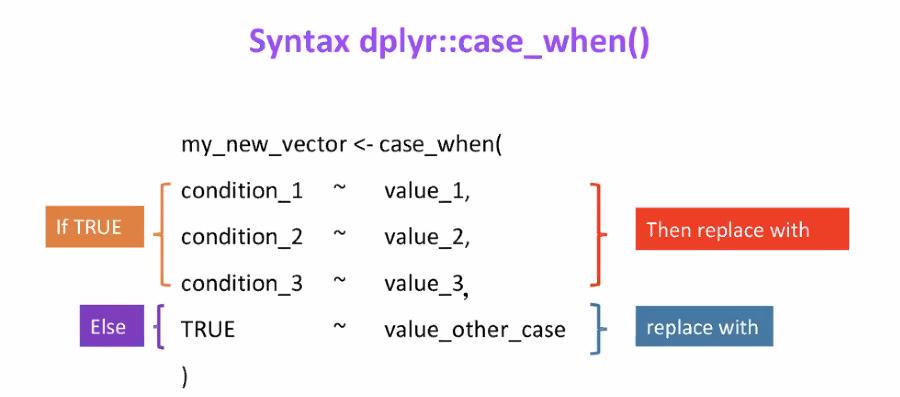 Syntax dplyr::case_when()
my_new_vector <- case_when(
condition_1 ~ value_1,
If TRUE
condition_2 ~ value_2,
Then replace with
condition_3 ~ value_3,
Else
TRUE ~ value_other_case
replace with
)